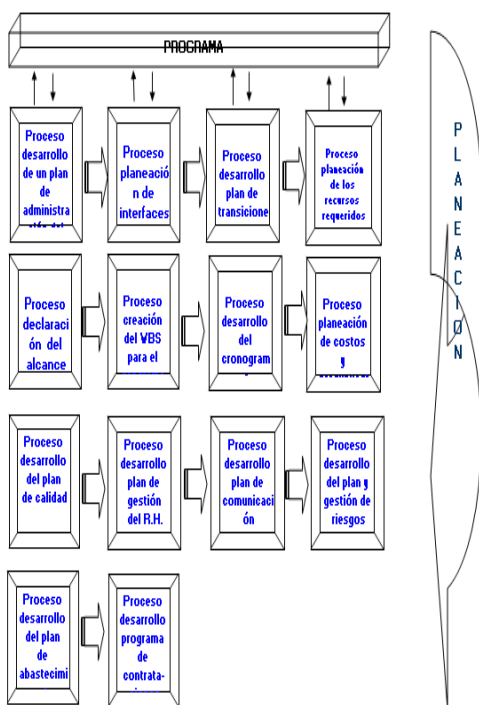 PROGRAMA
Proceso
desarrollo
de un plan
de
administra
Proceso
planeació
n de
interfaces
Proceso
desarrollo
plan de
transicione
Proceso
planeación
de los
recursos
requeridos
Proceso
declaraci
ón del
alcance
Proceso
creación
del WBS
para el
Proceso
desarrollo
del
cronogram
Proceso
planeación
de costos
y
Proceso
desarrollo
del plan
de calidad
Proceso
desarrollo
plan de
gestión
del R.H.
Proceso
desarrollo
plan de
comunicaci
ón
Proceso
desarrollo
del plan y
gestión de
riesgos
Proceso
desarrollo
del plan
de
abastecimi
Proceso
desarrollo
programa
de
contrata-
P
L
A
N
E
A
C
I
O
N